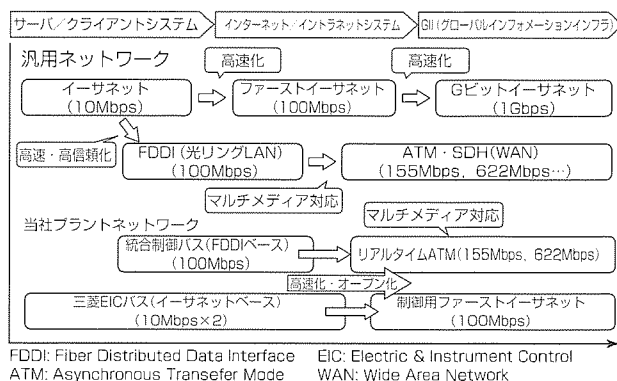 サーバ／クライアントシステム
インターネット／イントラネットシステム
GII(グローバルインフォメーションインフラ)
汎用ネットワーク
高速化
高速化
イーサネット
(10Mbps)
ファーストイーサネット
(100Mbps)
Gビットイーサネット
(1Gbps)
高速・高信頼化
FDDI(光リングLAN)
(100Mbps)
ATM・SDH(WAN)
(155Mbps，622Mbps…)
マルチメディア対応
マルチメディア対応
当社プラントネットワーク
統合制御バス(FDDIベース)
(100Mbps)
リアルタイムATM(155Mbps，622Mbps)
高速化・オープン化
三菱EICバス(イーサネットベース)
(10Mbps×2)
制御用ファーストイーサネット
(100Mbps)
FDDI: Fiber Distributed Data Interface EIC: Electric & Instrument Control
ATM: Asynchronous Transefer Mode WAN: Wide Area Network